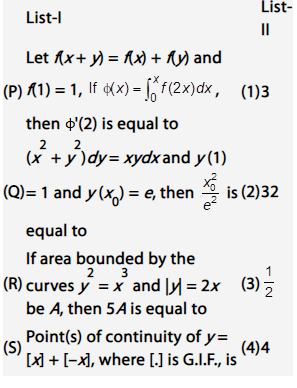 List-I List-
II
Let f(x + y) = f(x) + f(y) and
(P) f(1) = 1, If ϕ(x) = ∫₀ˣ f(2x)dx, (1)3
then ϕ'(2) is equal to
(x² + y²)dy = xydx and y(1)
(Q)= 1 and y(x₀) = e, then x₀²/e² is (2)32
equal to
If area bounded by the
(R) curves y² = x³ and |y| = 2x (3) 1/2
be A, then 5A is equal to
Point(s) of continuity of y =
(S) [x] + [–x], where [.] is G.I.F., is (4)4